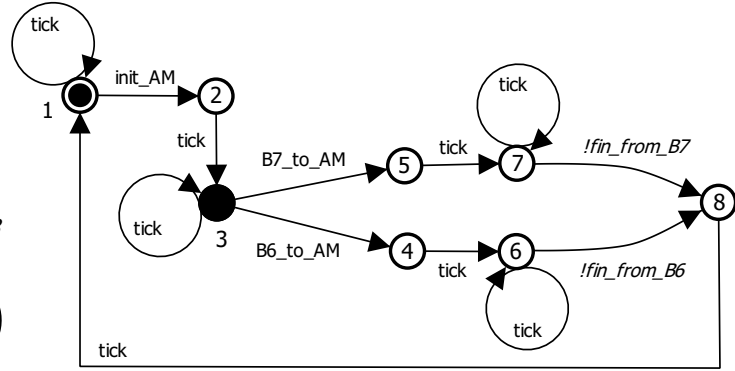 tick
init_AM
1
2
tick
B7_to_AM
5
tick
7
tick
!fin_from_B7
8
tick
3
B6_to_AM
4
tick
6
!fin_from_B6
tick
tick